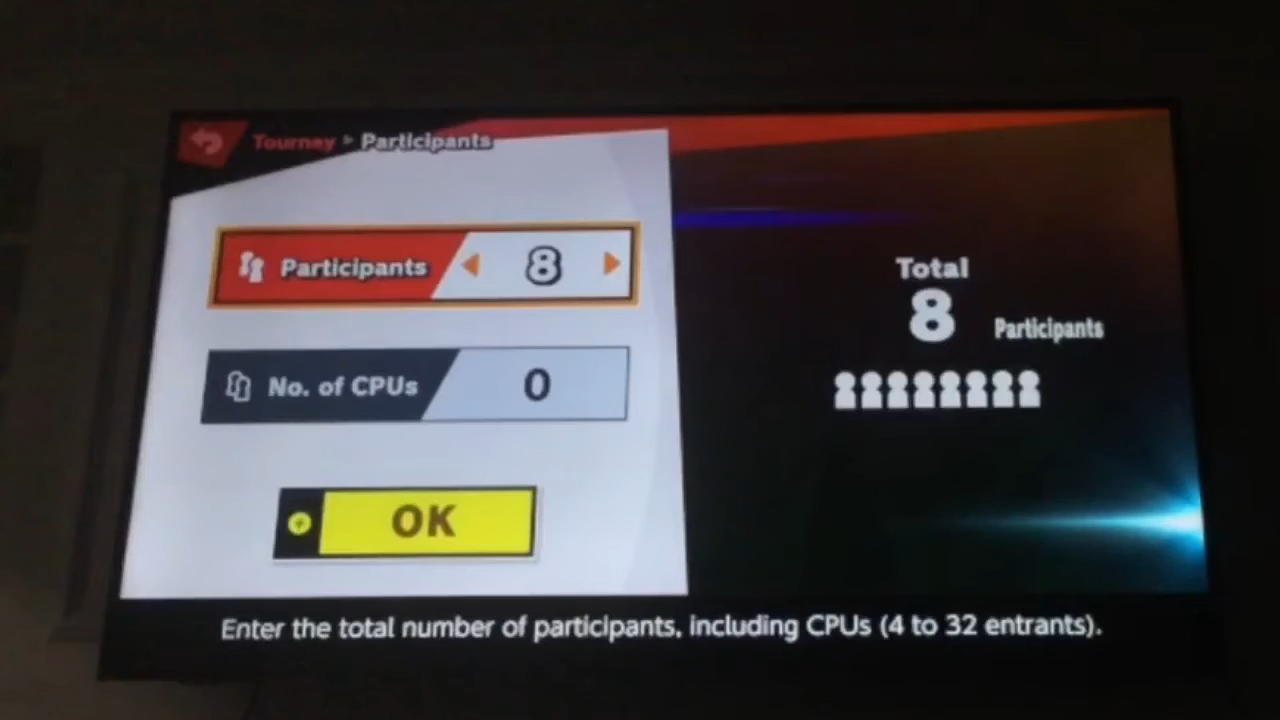 Tourney ▸ Participants
Participants 8
No. of CPUs 0
OK
Total
8 Participants
Enter the total number of participants, including CPUs (4 to 32 entrants).